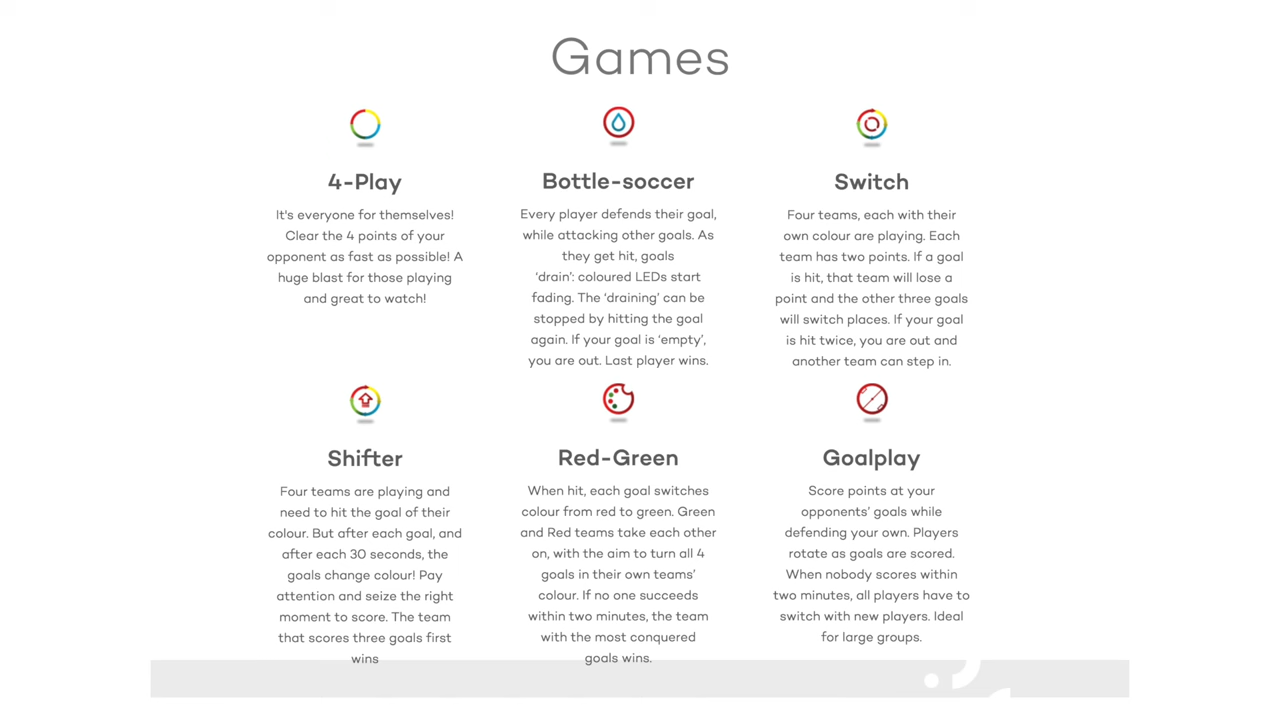 Games
4-Play
It's everyone for themselves!
Clear the 4 points of your
opponent as fast as possible! A
huge blast for those playing
and great to watch!
Bottle-soccer
Every player defends their goal,
while attacking other goals. As
they get hit, goals
‘drain’: coloured LEDs start
fading. The ‘draining’ can be
stopped by hitting the goal
again. If your goal is ‘empty’,
you are out. Last player wins.
Switch
Four teams, each with their
own colour are playing. Each
team has two points. If a goal
is hit, that team will lose a
point and the other three goals
will switch places. If your goal
is hit twice, you are out and
another team can step in.
Shifter
Four teams are playing and
need to hit the goal of their
colour. But after each goal, and
after each 30 seconds, the
goals change colour! Pay
attention and seize the right
moment to score. The team
that scores three goals first
wins
Red-Green
When hit, each goal switches
colour from red to green. Green
and Red teams take each other
on, with the aim to turn all 4
goals in their own teams’
colour. If no one succeeds
within two minutes, the team
with the most conquered
goals wins.
Goalplay
Score points at your
opponents’ goals while
defending your own. Players
rotate as goals are scored.
When nobody scores within
two minutes, all players have to
switch with new players. Ideal
for large groups.